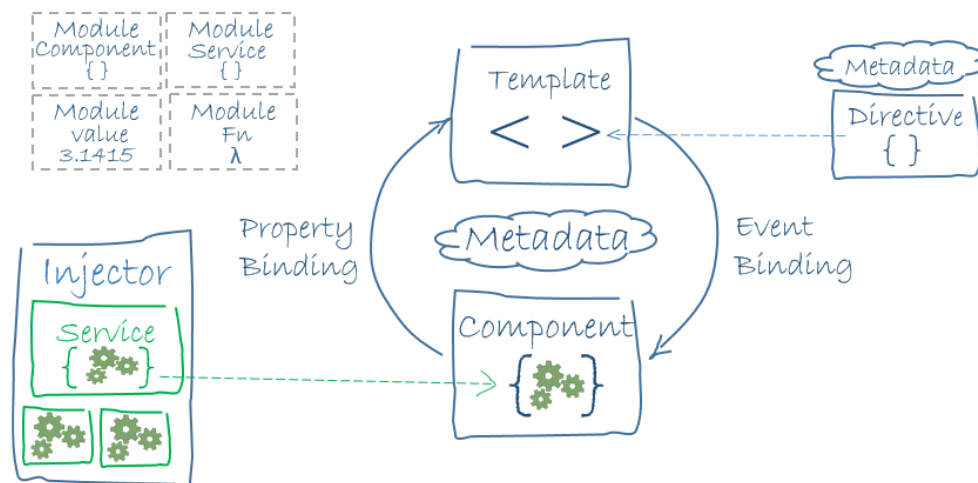 Module
Component
{ }
Module
Service
{ }
Module
value
3.1415
Module
Fn
λ
Template
< >
Metadata
Directive
{ }
Property
Binding
Metadata
Event
Binding
Injector
Service
{ }
Component
{ }